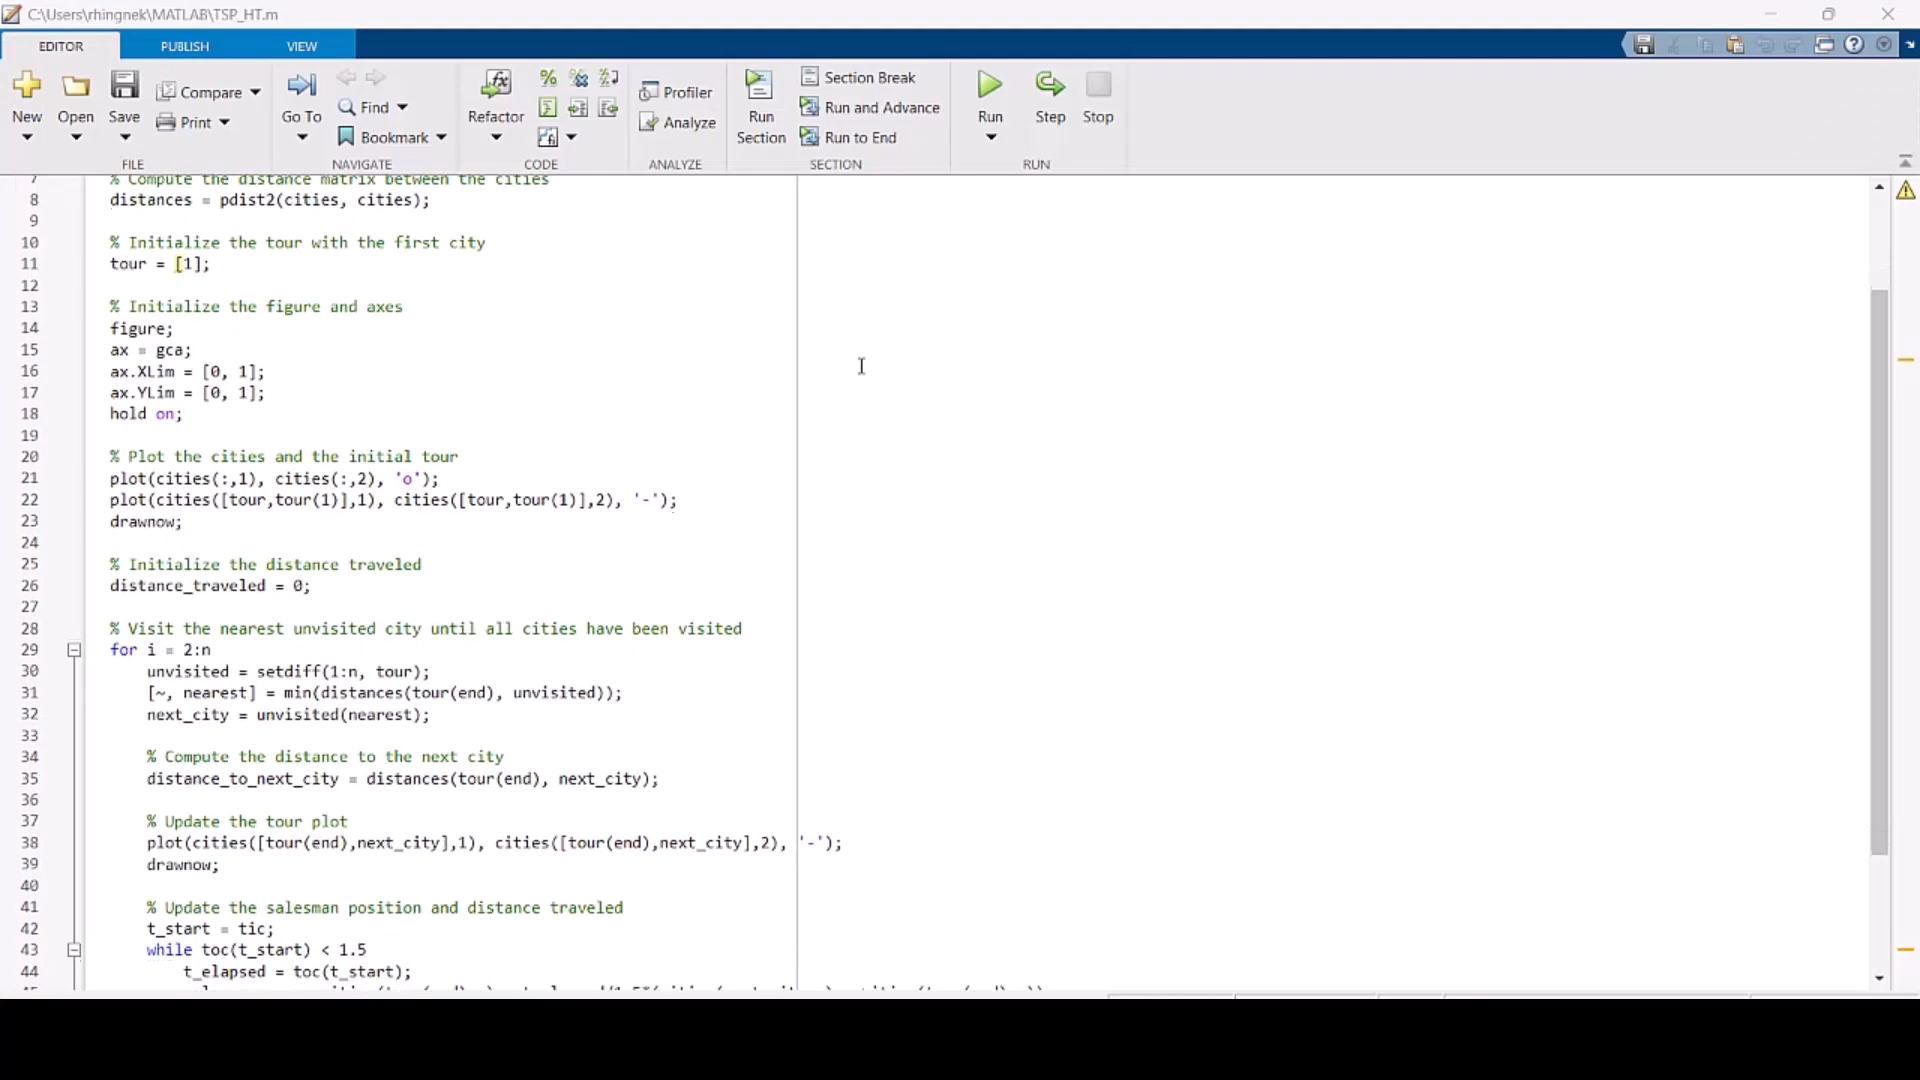 C:\Users\rhingnek\MATLAB\TSP_HT.m
EDITOR PUBLISH VIEW
New Open Save Compare Print
FILE
Go To Find Bookmark
NAVIGATE
Refactor
CODE
Profiler
Analyze
ANALYZE
Run Section
Section Break
Run and Advance
Run to End
SECTION
Run Step Stop
RUN
7 % Compute the distance matrix between the cities
8 distances = pdist2(cities, cities);
9
10 % Initialize the tour with the first city
11 tour = [1];
12
13 % Initialize the figure and axes
14 figure;
15 ax = gca;
16 ax.XLim = [0, 1];
17 ax.YLim = [0, 1];
18 hold on;
19
20 % Plot the cities and the initial tour
21 plot(cities(:,1), cities(:,2), 'o');
22 plot(cities([tour,tour(1)],1), cities([tour,tour(1)],2), '-');
23 drawnow;
24
25 % Initialize the distance traveled
26 distance_traveled = 0;
27
28 % Visit the nearest unvisited city until all cities have been visited
29 for i = 2:n
30 unvisited = setdiff(1:n, tour);
31 [~, nearest] = min(distances(tour(end), unvisited));
32 next_city = unvisited(nearest);
33
34 % Compute the distance to the next city
35 distance_to_next_city = distances(tour(end), next_city);
36
37 % Update the tour plot
38 plot(cities([tour(end),next_city],1), cities([tour(end),next_city],2), '-');
39 drawnow;
40
41 % Update the salesman position and distance traveled
42 t_start = tic;
43 while toc(t_start) < 1.5
44 t_elapsed = toc(t_start);